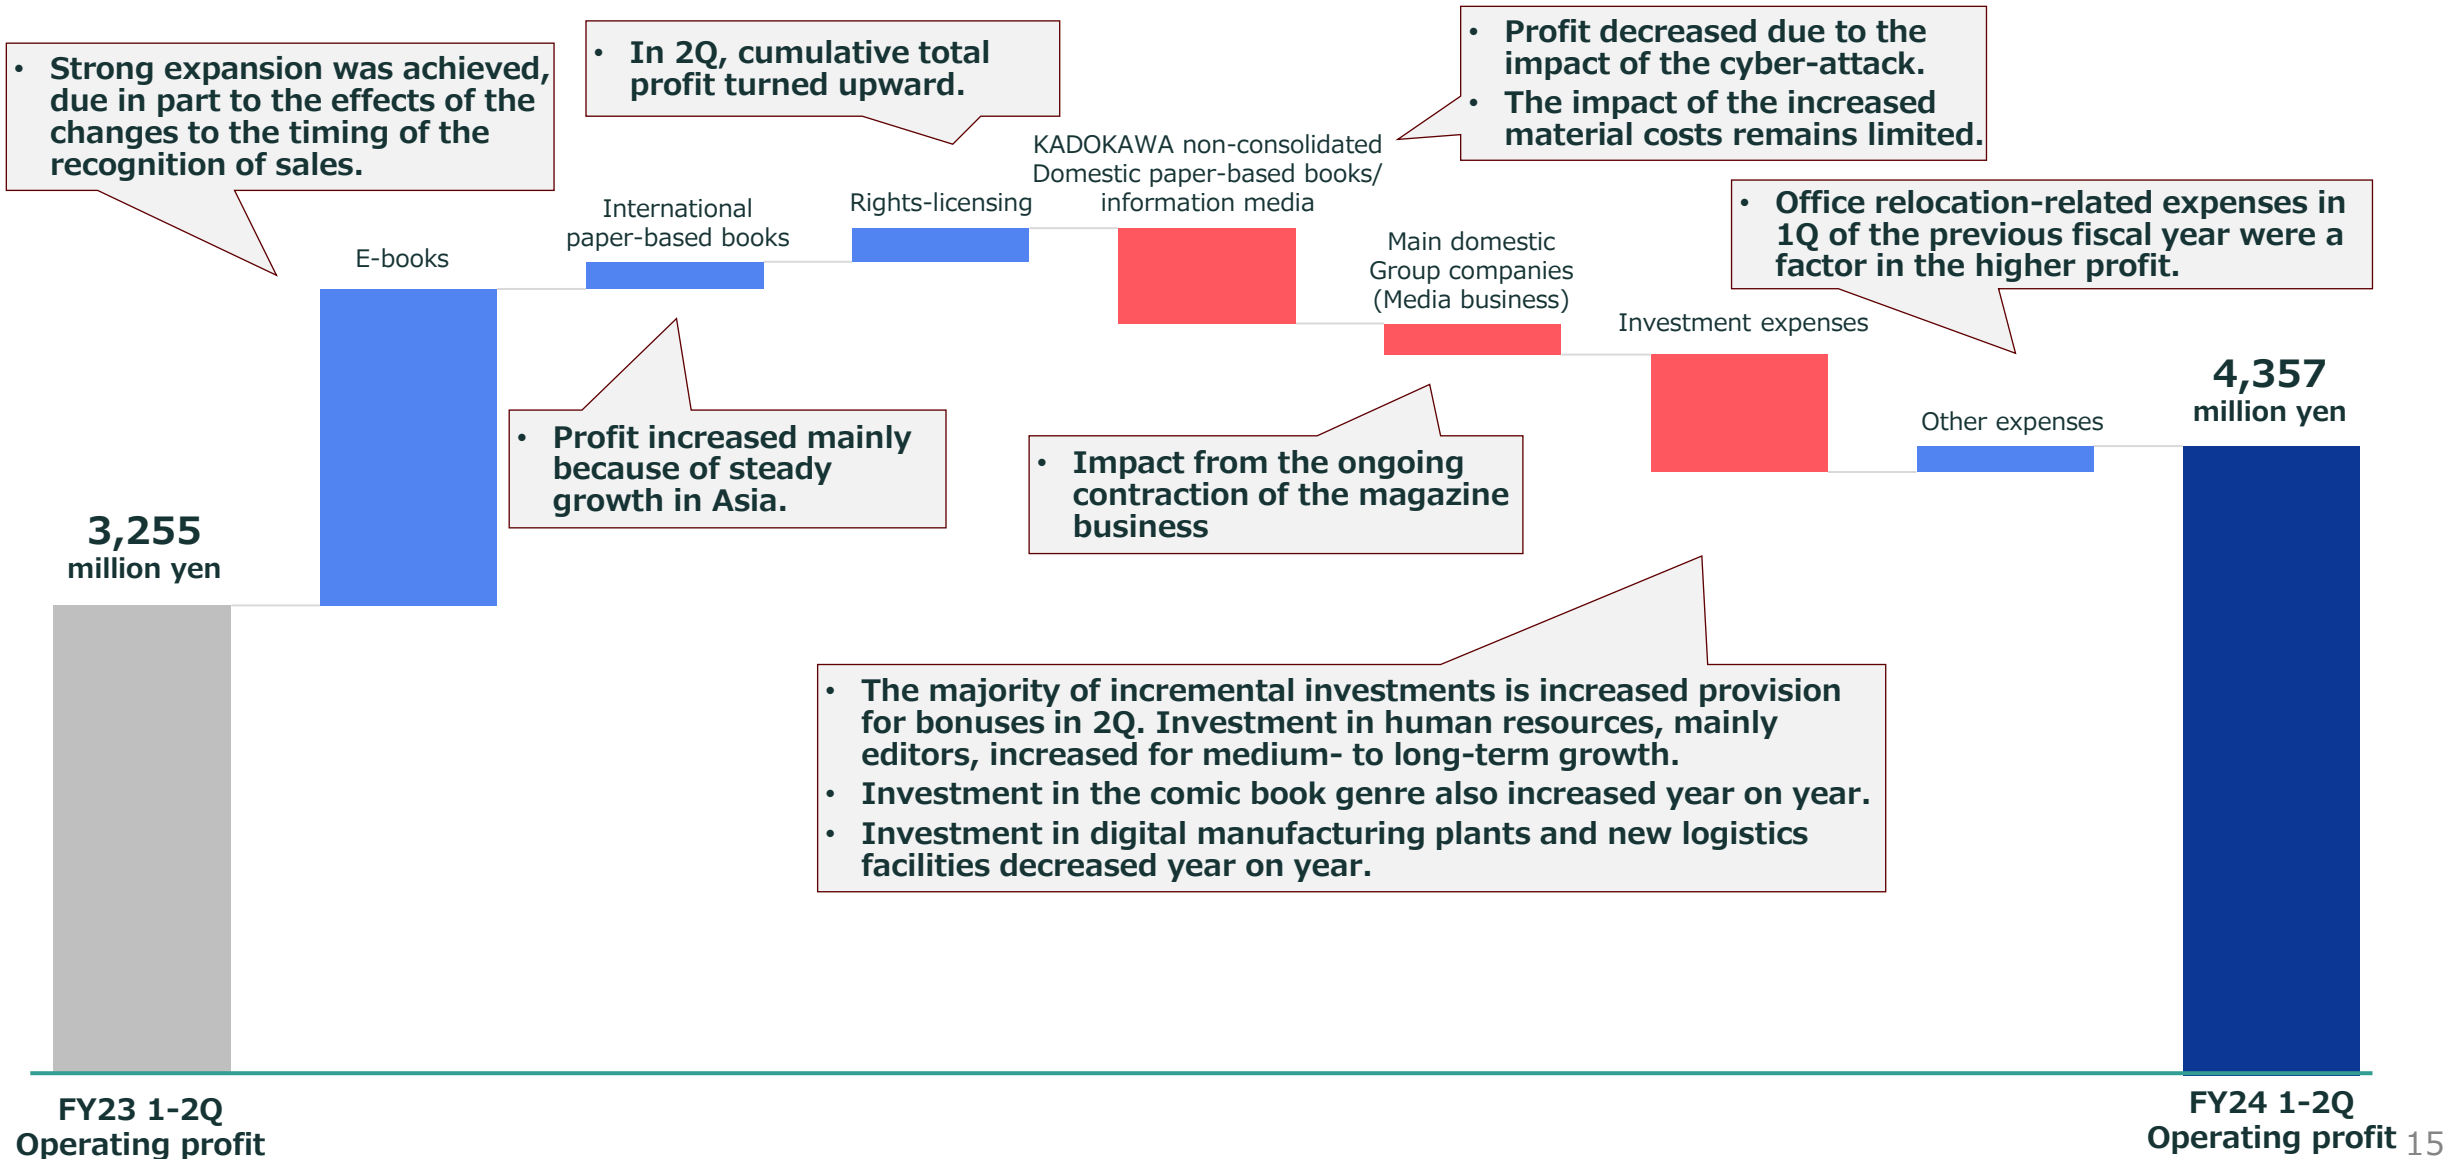 • Strong expansion was achieved,
due in part to the effects of the
changes to the timing of the
recognition of sales.
• In 2Q, cumulative total
profit turned upward.
• Profit decreased due to the
impact of the cyber-attack.
• The impact of the increased
material costs remains limited.
• Office relocation-related expenses in
1Q of the previous fiscal year were a
factor in the higher profit.
E-books
International
paper-based books
Rights-licensing
KADOKAWA non-consolidated
Domestic paper-based books/
information media
Main domestic
Group companies
(Media business)
Investment expenses
Other expenses
3,255
million yen
4,357
million yen
• Profit increased mainly
because of steady
growth in Asia.
• Impact from the ongoing
contraction of the magazine
business
• The majority of incremental investments is increased provision
for bonuses in 2Q. Investment in human resources, mainly
editors, increased for medium- to long-term growth.
• Investment in the comic book genre also increased year on year.
• Investment in digital manufacturing plants and new logistics
facilities decreased year on year.
FY23 1-2Q
Operating profit
FY24 1-2Q
Operating profit
15